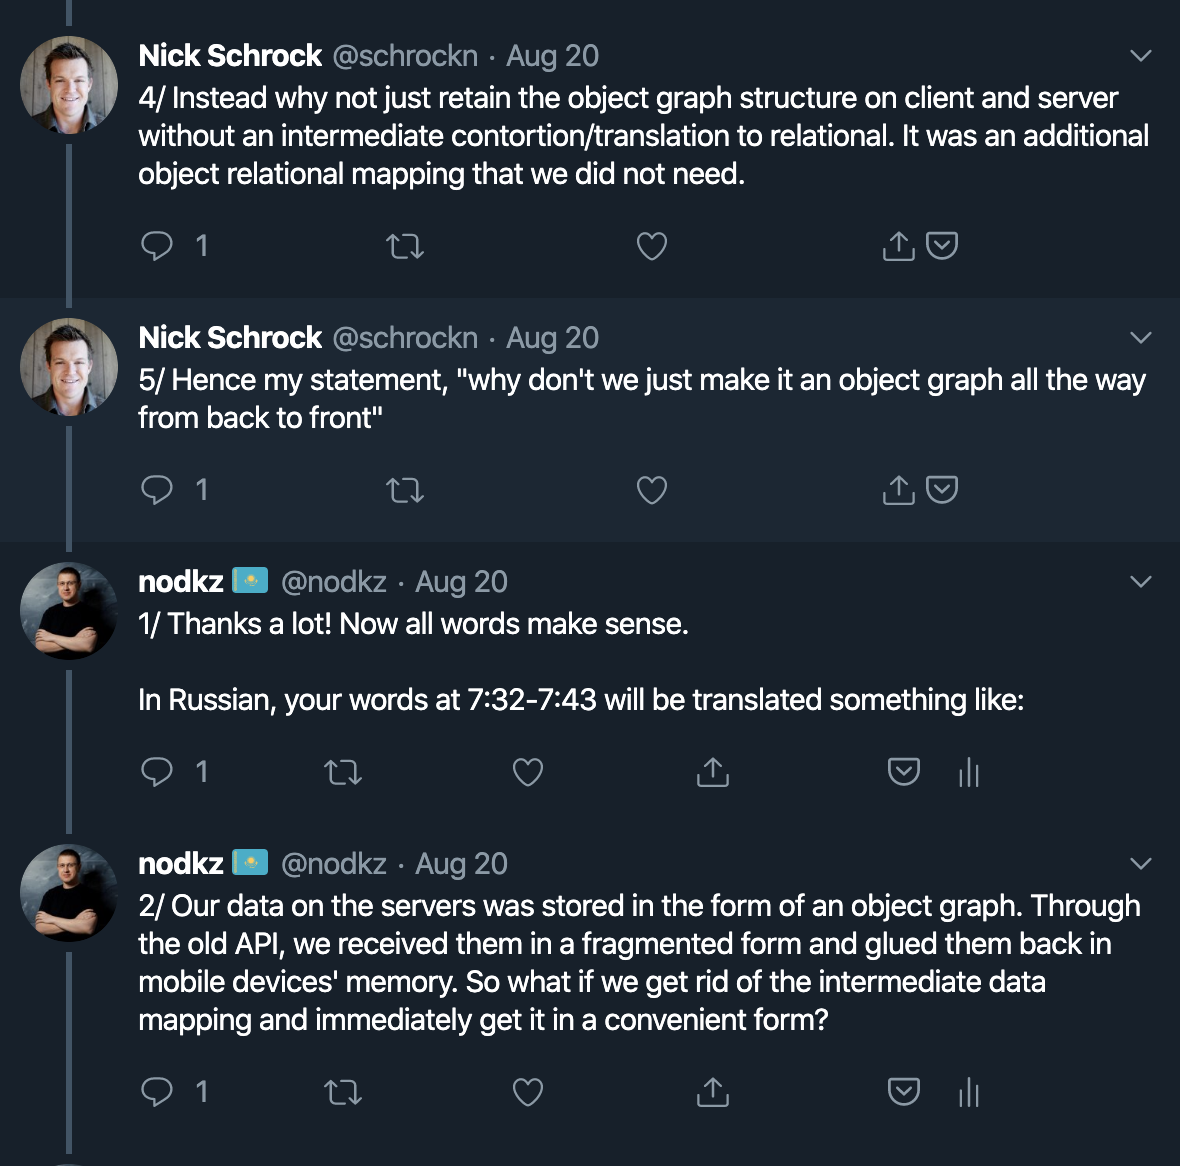 Nick Schrock @schrockn · Aug 20
4/ Instead why not just retain the object graph structure on client and server
without an intermediate contortion/translation to relational. It was an additional
object relational mapping that we did not need.
1
Nick Schrock @schrockn · Aug 20
5/ Hence my statement, "why don't we just make it an object graph all the way
from back to front"
1
nodkz 🇰🇿 @nodkz · Aug 20
1/ Thanks a lot! Now all words make sense.
In Russian, your words at 7:32-7:43 will be translated something like:
1
nodkz 🇰🇿 @nodkz · Aug 20
2/ Our data on the servers was stored in the form of an object graph. Through
the old API, we received them in a fragmented form and glued them back in
mobile devices' memory. So what if we get rid of the intermediate data
mapping and immediately get it in a convenient form?
1